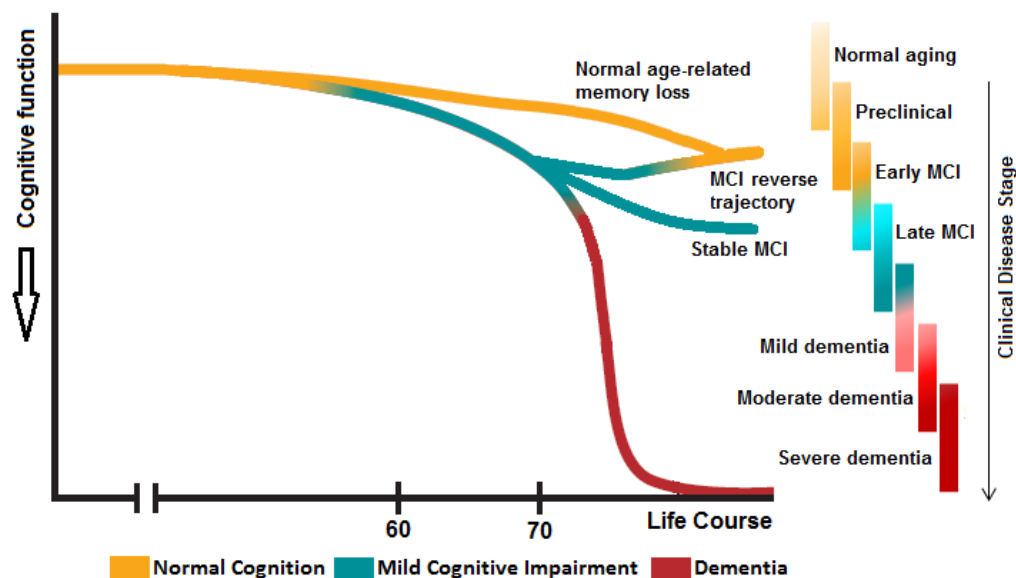 Cognitive function
Normal age-related
memory loss
MCI reverse
trajectory
Stable MCI
60
70
Life Course
Normal Cognition
Mild Cognitive Impairment
Dementia
Normal aging
Preclinical
Early MCI
Late MCI
Mild dementia
Moderate dementia
Severe dementia
Clinical Disease Stage